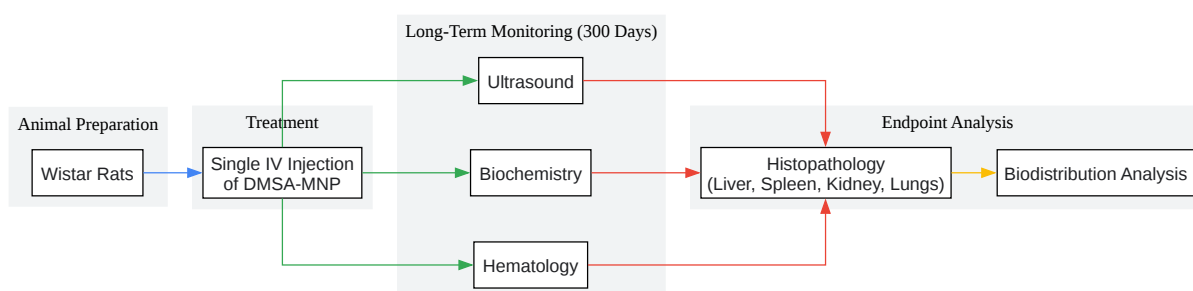 Long-Term Monitoring (300 Days)
Ultrasound
Animal Preparation
Treatment
Endpoint Analysis
Wistar Rats
Single IV Injection
of DMSA-MNP
Biochemistry
Histopathology
(Liver, Spleen, Kidney, Lungs)
Biodistribution Analysis
Hematology